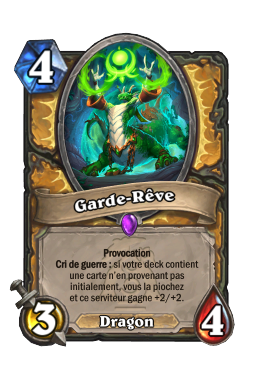 4
Garde-Rêve
Provocation
Cri de guerre : si votre deck contient
une carte n'en provenant pas
initialement, vous la piochez
et ce serviteur gagne +2/+2.
3
Dragon
4